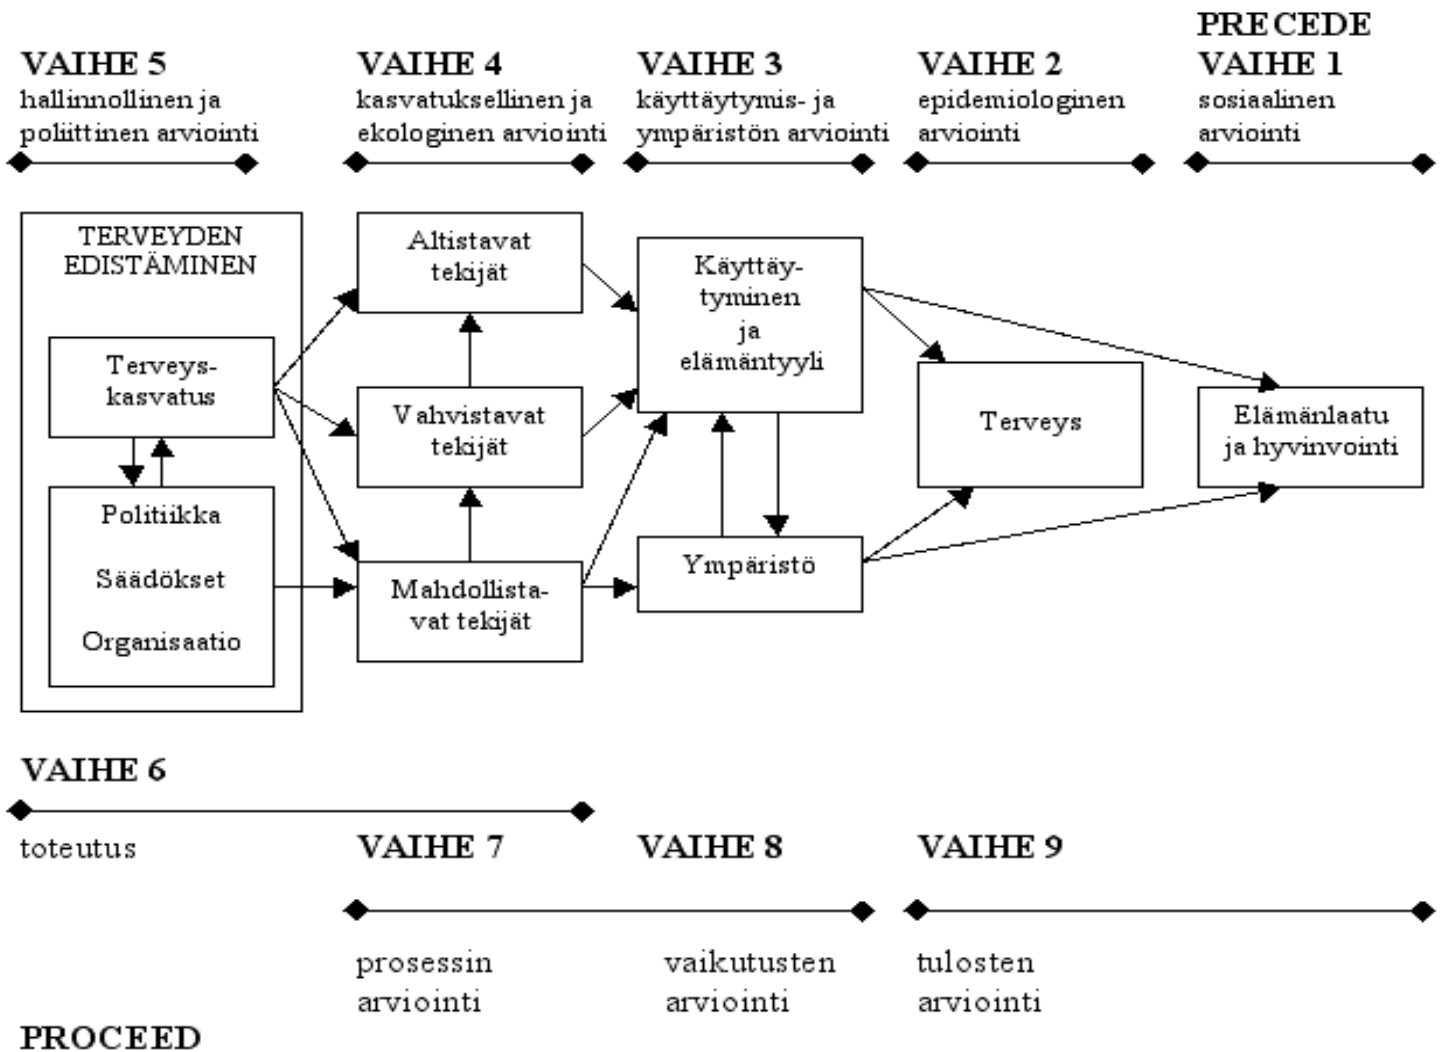 PRECEDE
VAIHE 5
hallinnollinen ja
poliittinen arviointi
VAIHE 4
kasvatuksellinen ja
ekologinen arviointi
VAIHE 3
käyttäytymis- ja
ympäristön arviointi
VAIHE 2
epidemiologinen
arviointi
VAIHE 1
sosiaalinen
arviointi
TERVEYDEN
EDISTÄMINEN
Terveys-
kasvatus
Politiikka
Säädökset
Organisaatio
Altistavat
tekijät
Vahvistavat
tekijät
Mahdollista-
vat tekijät
Käyttäy-
tyminen
ja
elämäntyyli
Ympäristö
Terveys
Elämänlaatu
ja hyvinvointi
VAIHE 6
toteutus
VAIHE 7
prosessin
arviointi
VAIHE 8
vaikutusten
arviointi
VAIHE 9
tulosten
arviointi
PROCEED